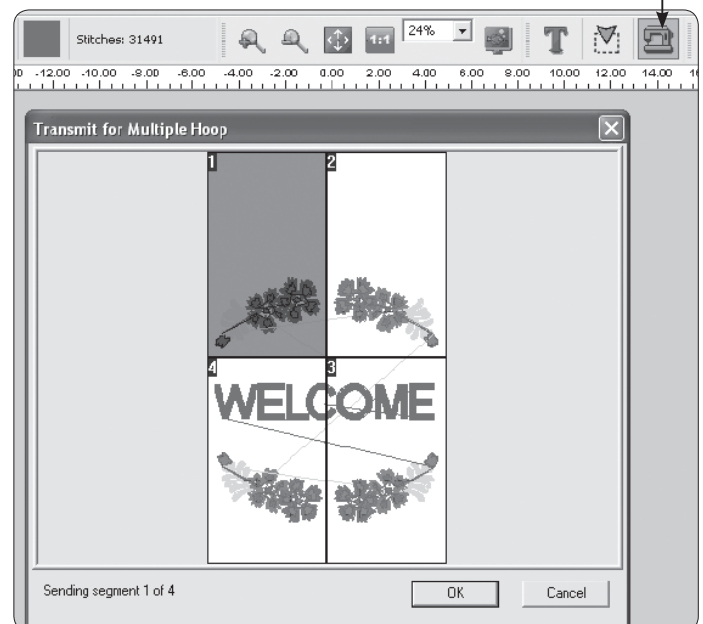 Stitches: 31491
1:1
24%
T
-12.00 -10.00 -8.00 -6.00 -4.00 -2.00 0.00 2.00 4.00 6.00 8.00 10.00 12.00 14.00
Transmit for Multiple Hoop
1 2
4 3
WELCOME
Sending segment 1 of 4
OK Cancel